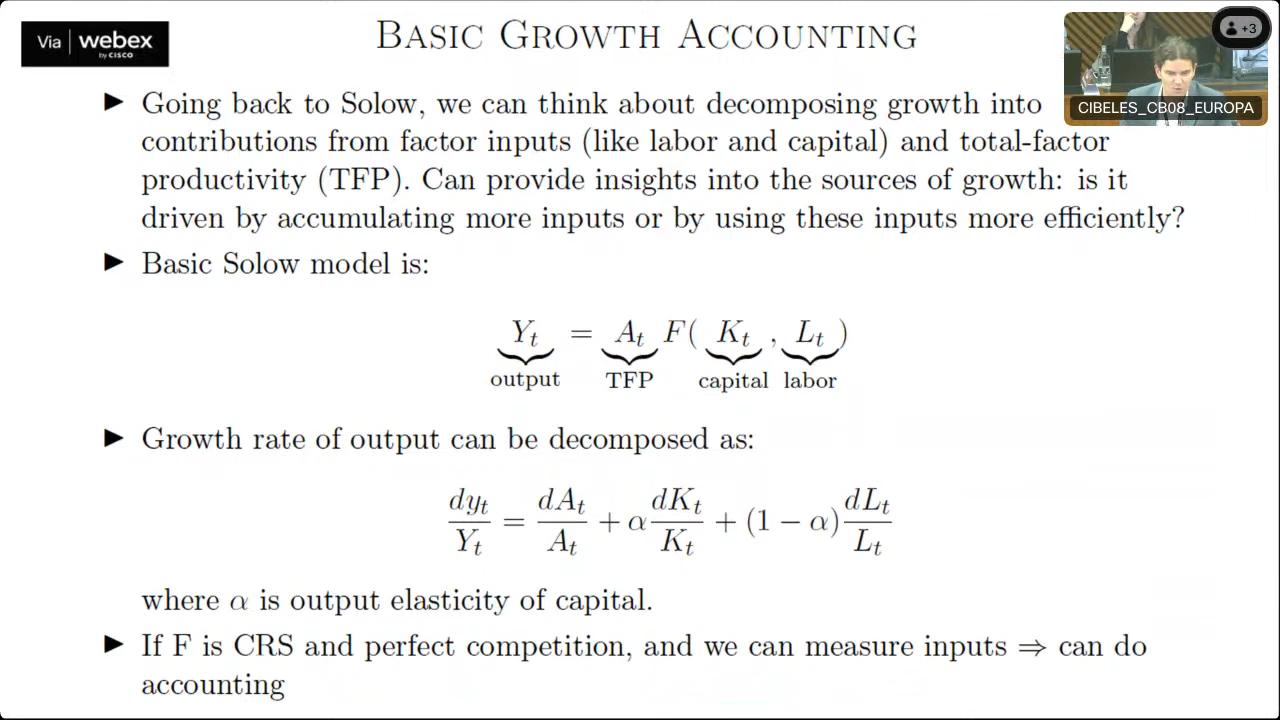 Via webex
by CISCO
BASIC GROWTH ACCOUNTING
+3
CIBELES_CB08_EUROPA
▶ Going back to Solow, we can think about decomposing growth into
contributions from factor inputs (like labor and capital) and total-factor
productivity (TFP). Can provide insights into the sources of growth: is it
driven by accumulating more inputs or by using these inputs more efficiently?
▶ Basic Solow model is:
Y_t = A_t F( K_t , L_t )
output TFP capital labor
▶ Growth rate of output can be decomposed as:
dy_t/Y_t = dA_t/A_t + α dK_t/K_t + (1 − α) dL_t/L_t
where α is output elasticity of capital.
▶ If F is CRS and perfect competition, and we can measure inputs ⇒ can do
accounting